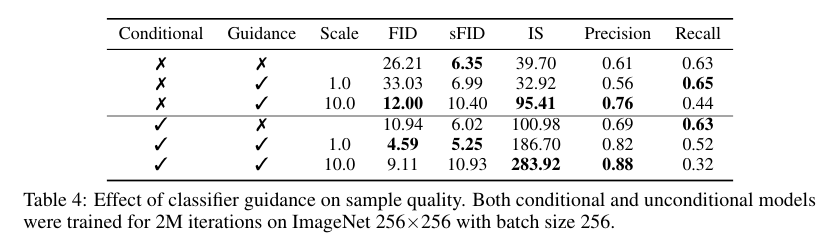 Conditional Guidance Scale FID sFID IS Precision Recall
✗ ✗ 26.21 6.35 39.70 0.61 0.63
✗ ✓ 1.0 33.03 6.99 32.92 0.56 0.65
✗ ✓ 10.0 12.00 10.40 95.41 0.76 0.44
✓ ✗ 10.94 6.02 100.98 0.69 0.63
✓ ✓ 1.0 4.59 5.25 186.70 0.82 0.52
✓ ✓ 10.0 9.11 10.93 283.92 0.88 0.32
Table 4: Effect of classifier guidance on sample quality. Both conditional and unconditional models
were trained for 2M iterations on ImageNet 256×256 with batch size 256.